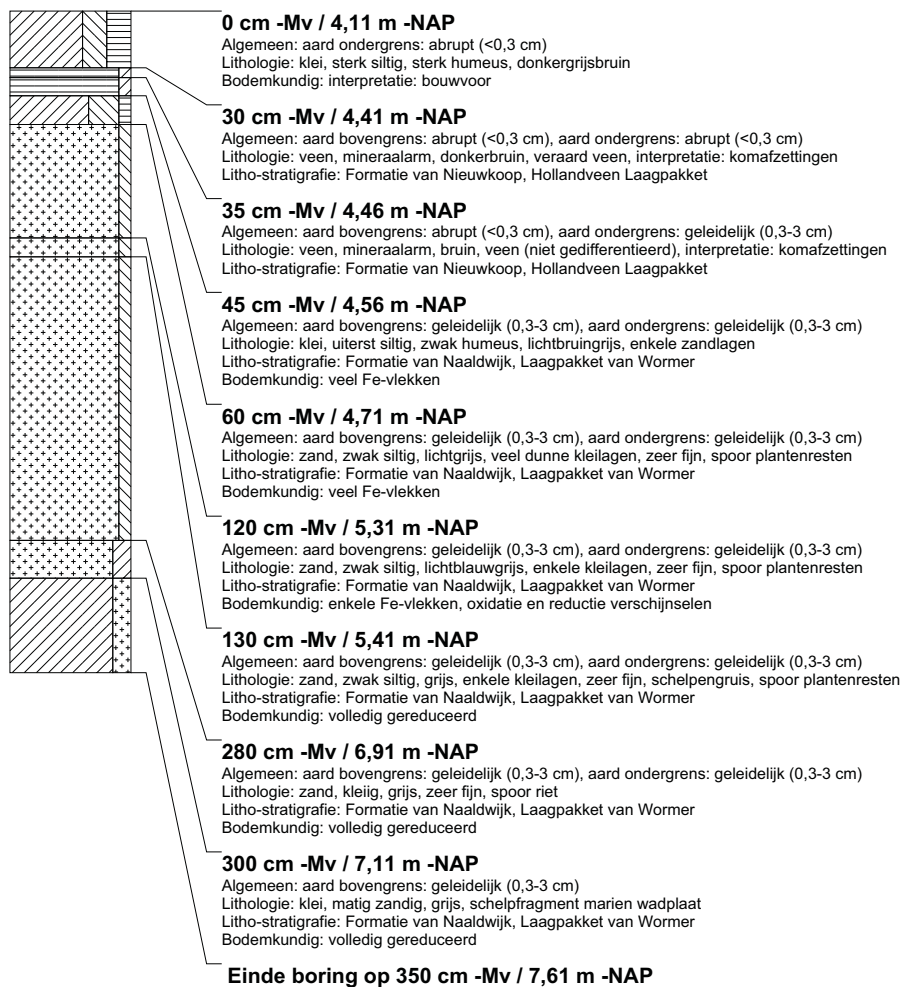 0 cm -Mv / 4,11 m -NAP
Algemeen: aard ondergrens: abrupt (<0,3 cm)
Lithologie: klei, sterk siltig, sterk humeus, donkergrijsbruin
Bodemkundig: interpretatie: bouwvoor
30 cm -Mv / 4,41 m -NAP
Algemeen: aard bovengrens: abrupt (<0,3 cm), aard ondergrens: abrupt (<0,3 cm)
Lithologie: veen, mineraalarm, donkerbruin, veraard veen, interpretatie: komafzettingen
Litho-stratigrafie: Formatie van Nieuwkoop, Hollandveen Laagpakket
35 cm -Mv / 4,46 m -NAP
Algemeen: aard bovengrens: abrupt (<0,3 cm), aard ondergrens: geleidelijk (0,3-3 cm)
Lithologie: veen, mineraalarm, bruin, veen (niet gedifferentieerd), interpretatie: komafzettingen
Litho-stratigrafie: Formatie van Nieuwkoop, Hollandveen Laagpakket
45 cm -Mv / 4,56 m -NAP
Algemeen: aard bovengrens: geleidelijk (0,3-3 cm), aard ondergrens: geleidelijk (0,3-3 cm)
Lithologie: klei, uiterst siltig, zwak humeus, lichtbruingrijs, enkele zandlagen
Litho-stratigrafie: Formatie van Naaldwijk, Laagpakket van Wormer
Bodemkundig: veel Fe-vlekken
60 cm -Mv / 4,71 m -NAP
Algemeen: aard bovengrens: geleidelijk (0,3-3 cm), aard ondergrens: geleidelijk (0,3-3 cm)
Lithologie: zand, zwak siltig, lichtgrijs, veel dunne kleilagen, zeer fijn, spoor plantenresten
Litho-stratigrafie: Formatie van Naaldwijk, Laagpakket van Wormer
Bodemkundig: veel Fe-vlekken
120 cm -Mv / 5,31 m -NAP
Algemeen: aard bovengrens: geleidelijk (0,3-3 cm), aard ondergrens: geleidelijk (0,3-3 cm)
Lithologie: zand, zwak siltig, lichtblauwgrijs, enkele kleilagen, zeer fijn, spoor plantenresten
Litho-stratigrafie: Formatie van Naaldwijk, Laagpakket van Wormer
Bodemkundig: enkele Fe-vlekken, oxidatie en reductie verschijnselen
130 cm -Mv / 5,41 m -NAP
Algemeen: aard bovengrens: geleidelijk (0,3-3 cm), aard ondergrens: geleidelijk (0,3-3 cm)
Lithologie: zand, zwak siltig, grijs, enkele kleilagen, zeer fijn, schelpengruis, spoor plantenresten
Litho-stratigrafie: Formatie van Naaldwijk, Laagpakket van Wormer
Bodemkundig: volledig gereduceerd
280 cm -Mv / 6,91 m -NAP
Algemeen: aard bovengrens: geleidelijk (0,3-3 cm), aard ondergrens: geleidelijk (0,3-3 cm)
Lithologie: zand, kleiig, grijs, zeer fijn, spoor riet
Litho-stratigrafie: Formatie van Naaldwijk, Laagpakket van Wormer
Bodemkundig: volledig gereduceerd
300 cm -Mv / 7,11 m -NAP
Algemeen: aard bovengrens: geleidelijk (0,3-3 cm)
Lithologie: klei, matig zandig, grijs, schelpfragment marien wadplaat
Litho-stratigrafie: Formatie van Naaldwijk, Laagpakket van Wormer
Bodemkundig: volledig gereduceerd
Einde boring op 350 cm -Mv / 7,61 m -NAP